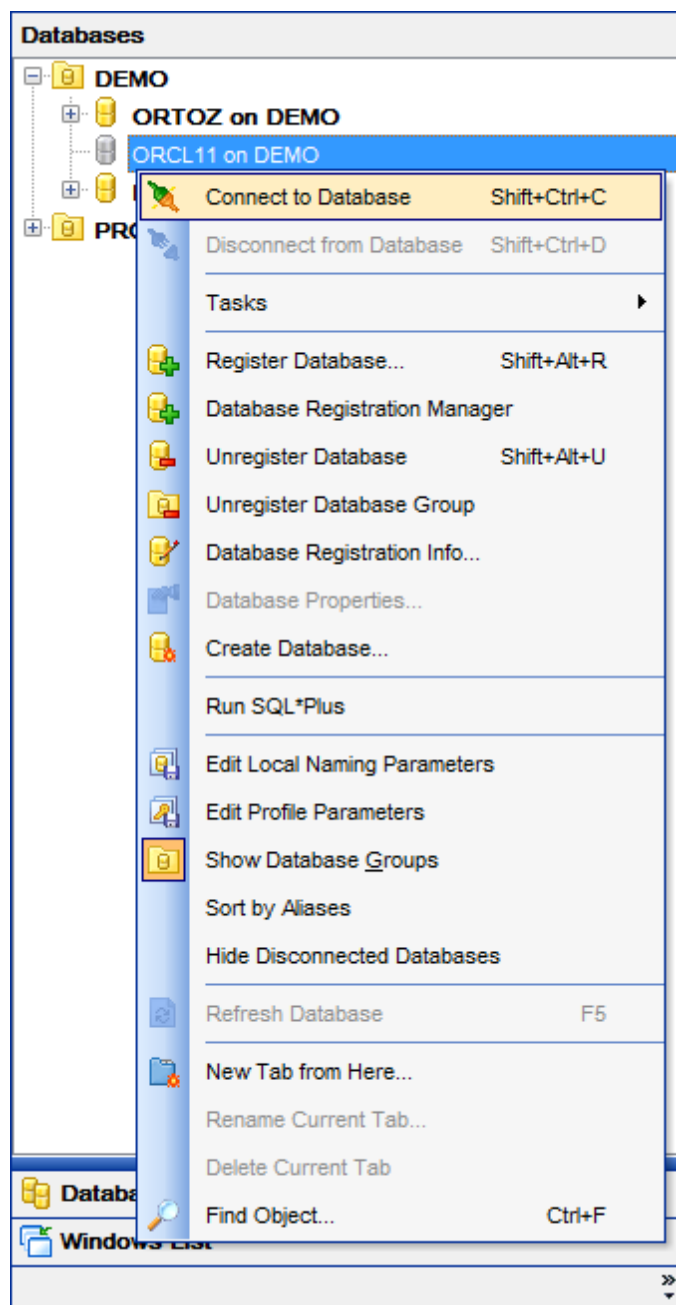 Databases
DEMO
ORTOZ on DEMO
ORCL11 on DEMO
Connect to Database Shift+Ctrl+C
Disconnect from Database Shift+Ctrl+D
Tasks
Register Database... Shift+Alt+R
Database Registration Manager
Unregister Database Shift+Alt+U
Unregister Database Group
Database Registration Info...
Database Properties...
Create Database...
Run SQL*Plus
Edit Local Naming Parameters
Edit Profile Parameters
Show Database Groups
Sort by Aliases
Hide Disconnected Databases
Refresh Database F5
New Tab from Here...
Rename Current Tab...
Delete Current Tab
Find Object... Ctrl+F
Windows List